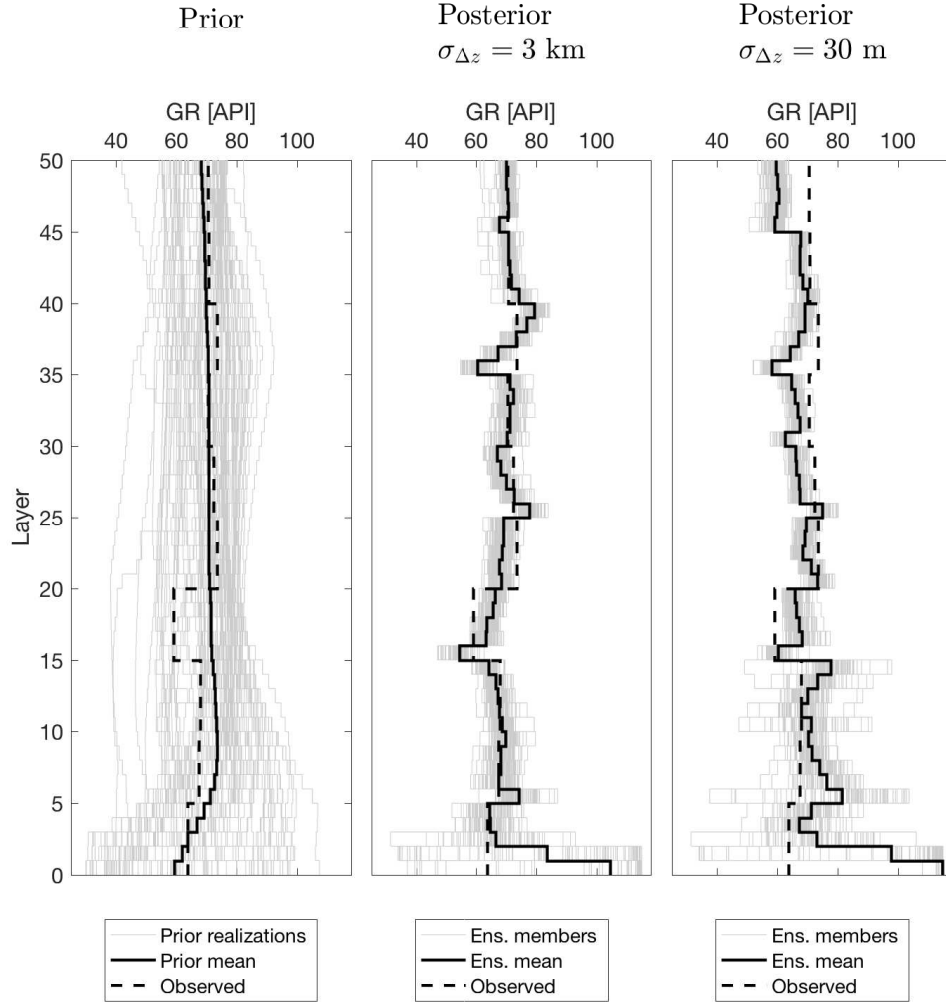 Prior
Posterior
σ_Δz = 3 km
Posterior
σ_Δz = 30 m
GR [API]
GR [API]
GR [API]
40 60 80 100
40 60 80 100
40 60 80 100
Layer
50
45
40
35
30
25
20
15
10
5
0
Prior realizations
Prior mean
Observed
Ens. members
Ens. mean
Observed
Ens. members
Ens. mean
Observed